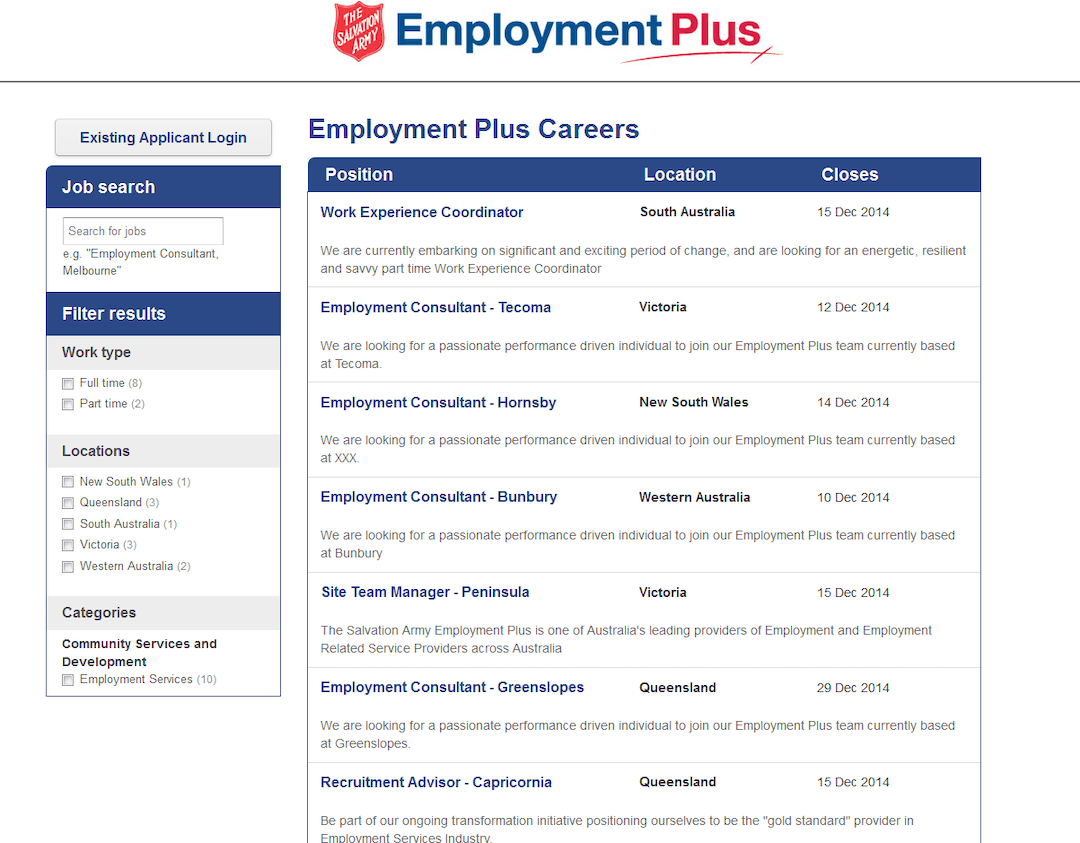 THE
SALVATION
ARMY
Employment Plus
Existing Applicant Login
Job search
Search for jobs
e.g. "Employment Consultant,
Melbourne"
Filter results
Work type
Full time (8)
Part time (2)
Locations
New South Wales (1)
Queensland (3)
South Australia (1)
Victoria (3)
Western Australia (2)
Categories
Community Services and
Development
Employment Services (10)
Employment Plus Careers
Position Location Closes
Work Experience Coordinator South Australia 15 Dec 2014
We are currently embarking on significant and exciting period of change, and are looking for an energetic, resilient
and savvy part time Work Experience Coordinator
Employment Consultant - Tecoma Victoria 12 Dec 2014
We are looking for a passionate performance driven individual to join our Employment Plus team currently based
at Tecoma.
Employment Consultant - Hornsby New South Wales 14 Dec 2014
We are looking for a passionate performance driven individual to join our Employment Plus team currently based
at XXX.
Employment Consultant - Bunbury Western Australia 10 Dec 2014
We are looking for a passionate performance driven individual to join our Employment Plus team currently based
at Bunbury
Site Team Manager - Peninsula Victoria 15 Dec 2014
The Salvation Army Employment Plus is one of Australia's leading providers of Employment and Employment
Related Service Providers across Australia
Employment Consultant - Greenslopes Queensland 29 Dec 2014
We are looking for a passionate performance driven individual to join our Employment Plus team currently based
at Greenslopes.
Recruitment Advisor - Capricornia Queensland 15 Dec 2014
Be part of our ongoing transformation initiative positioning ourselves to be the "gold standard" provider in
Employment Services Industry.